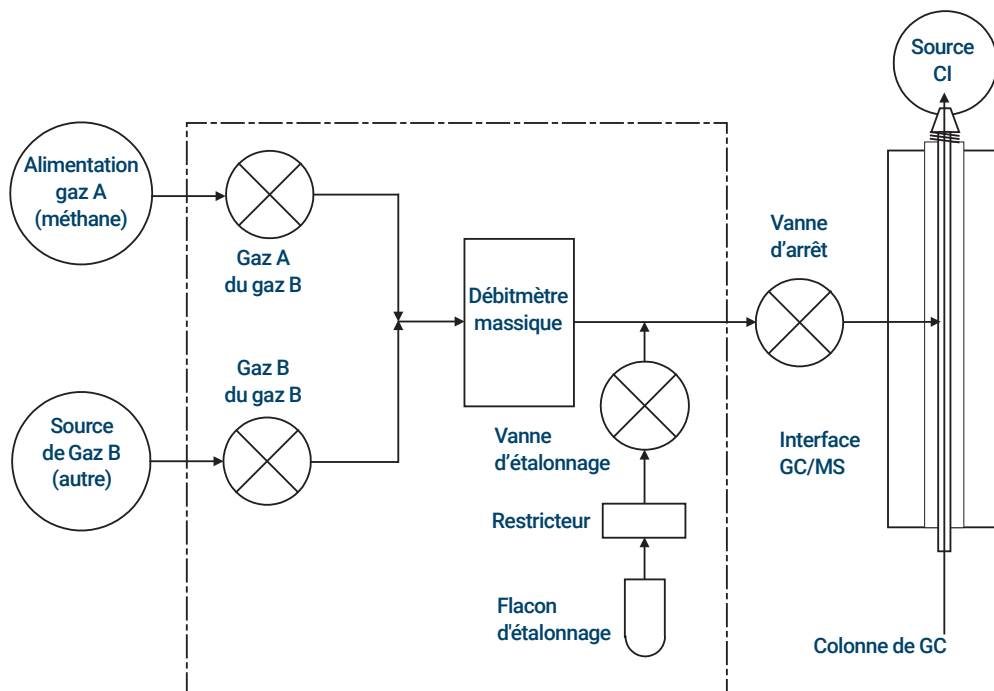 Source
CI
Alimentation
gaz A
(méthane)
Gaz A
du gaz B
Vanne
d’arrêt
Débitmètre
massique
Gaz B
du gaz B
Source
de Gaz B
(autre)
Vanne
d’étalonnage
Interface
GC/MS
Restricteur
Flacon
d'étalonnage
Colonne de GC